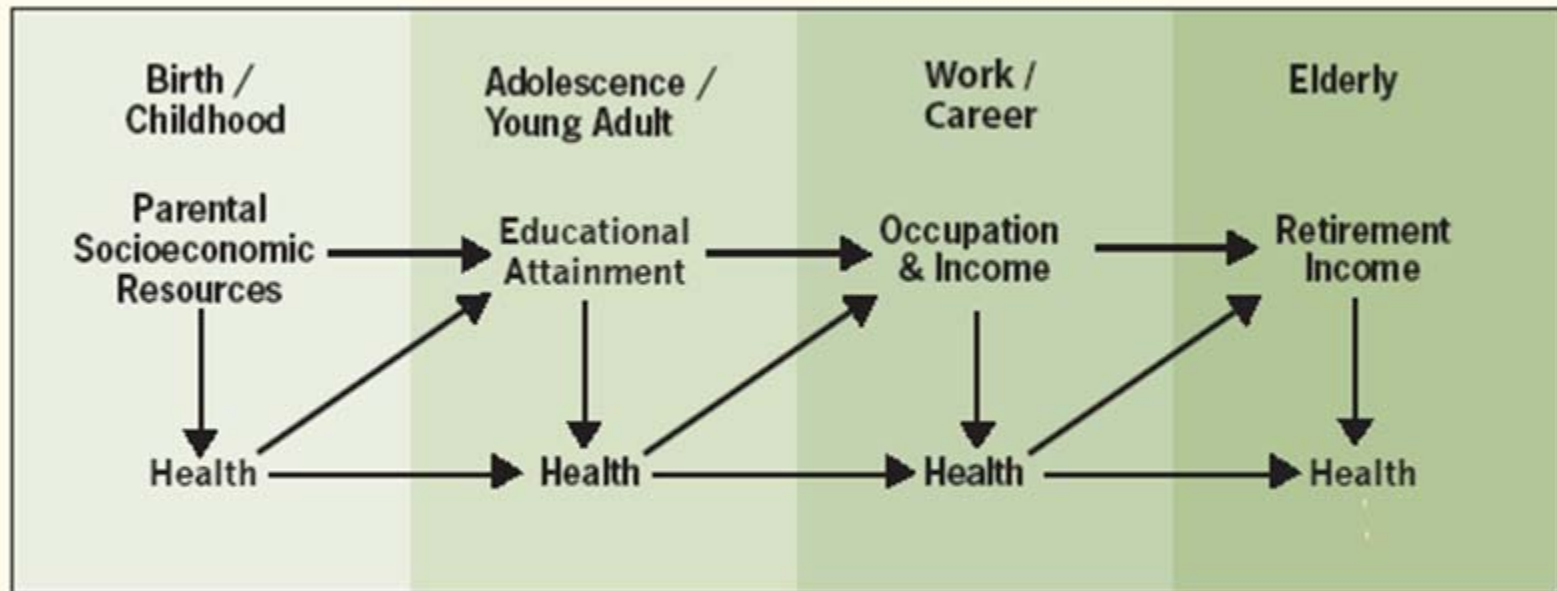 Birth /
Childhood
Adolescence /
Young Adult
Work /
Career
Elderly
Parental
Socioeconomic
Resources
Educational
Attainment
Occupation
& Income
Retirement
Income
Health
Health
Health
Health